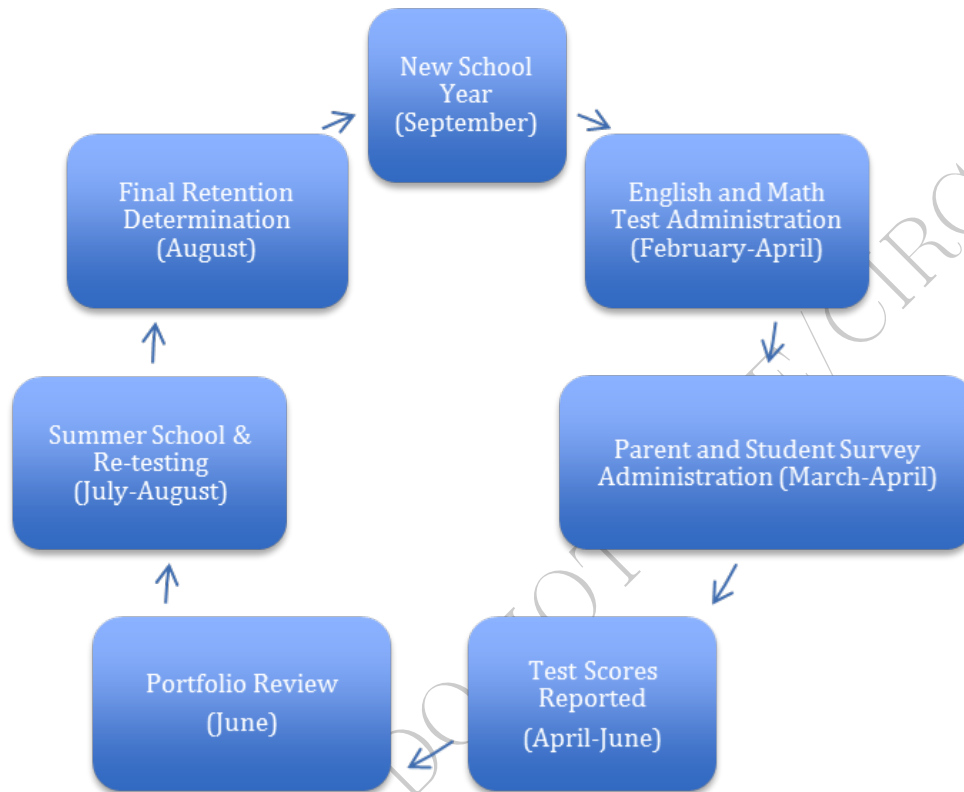 New School
Year
(September)
English and Math
Test Administration
(February-April)
Parent and Student Survey
Administration (March-April)
Test Scores
Reported
(April-June)
Portfolio Review
(June)
Summer School &
Re-testing
(July-August)
Final Retention
Determination
(August)